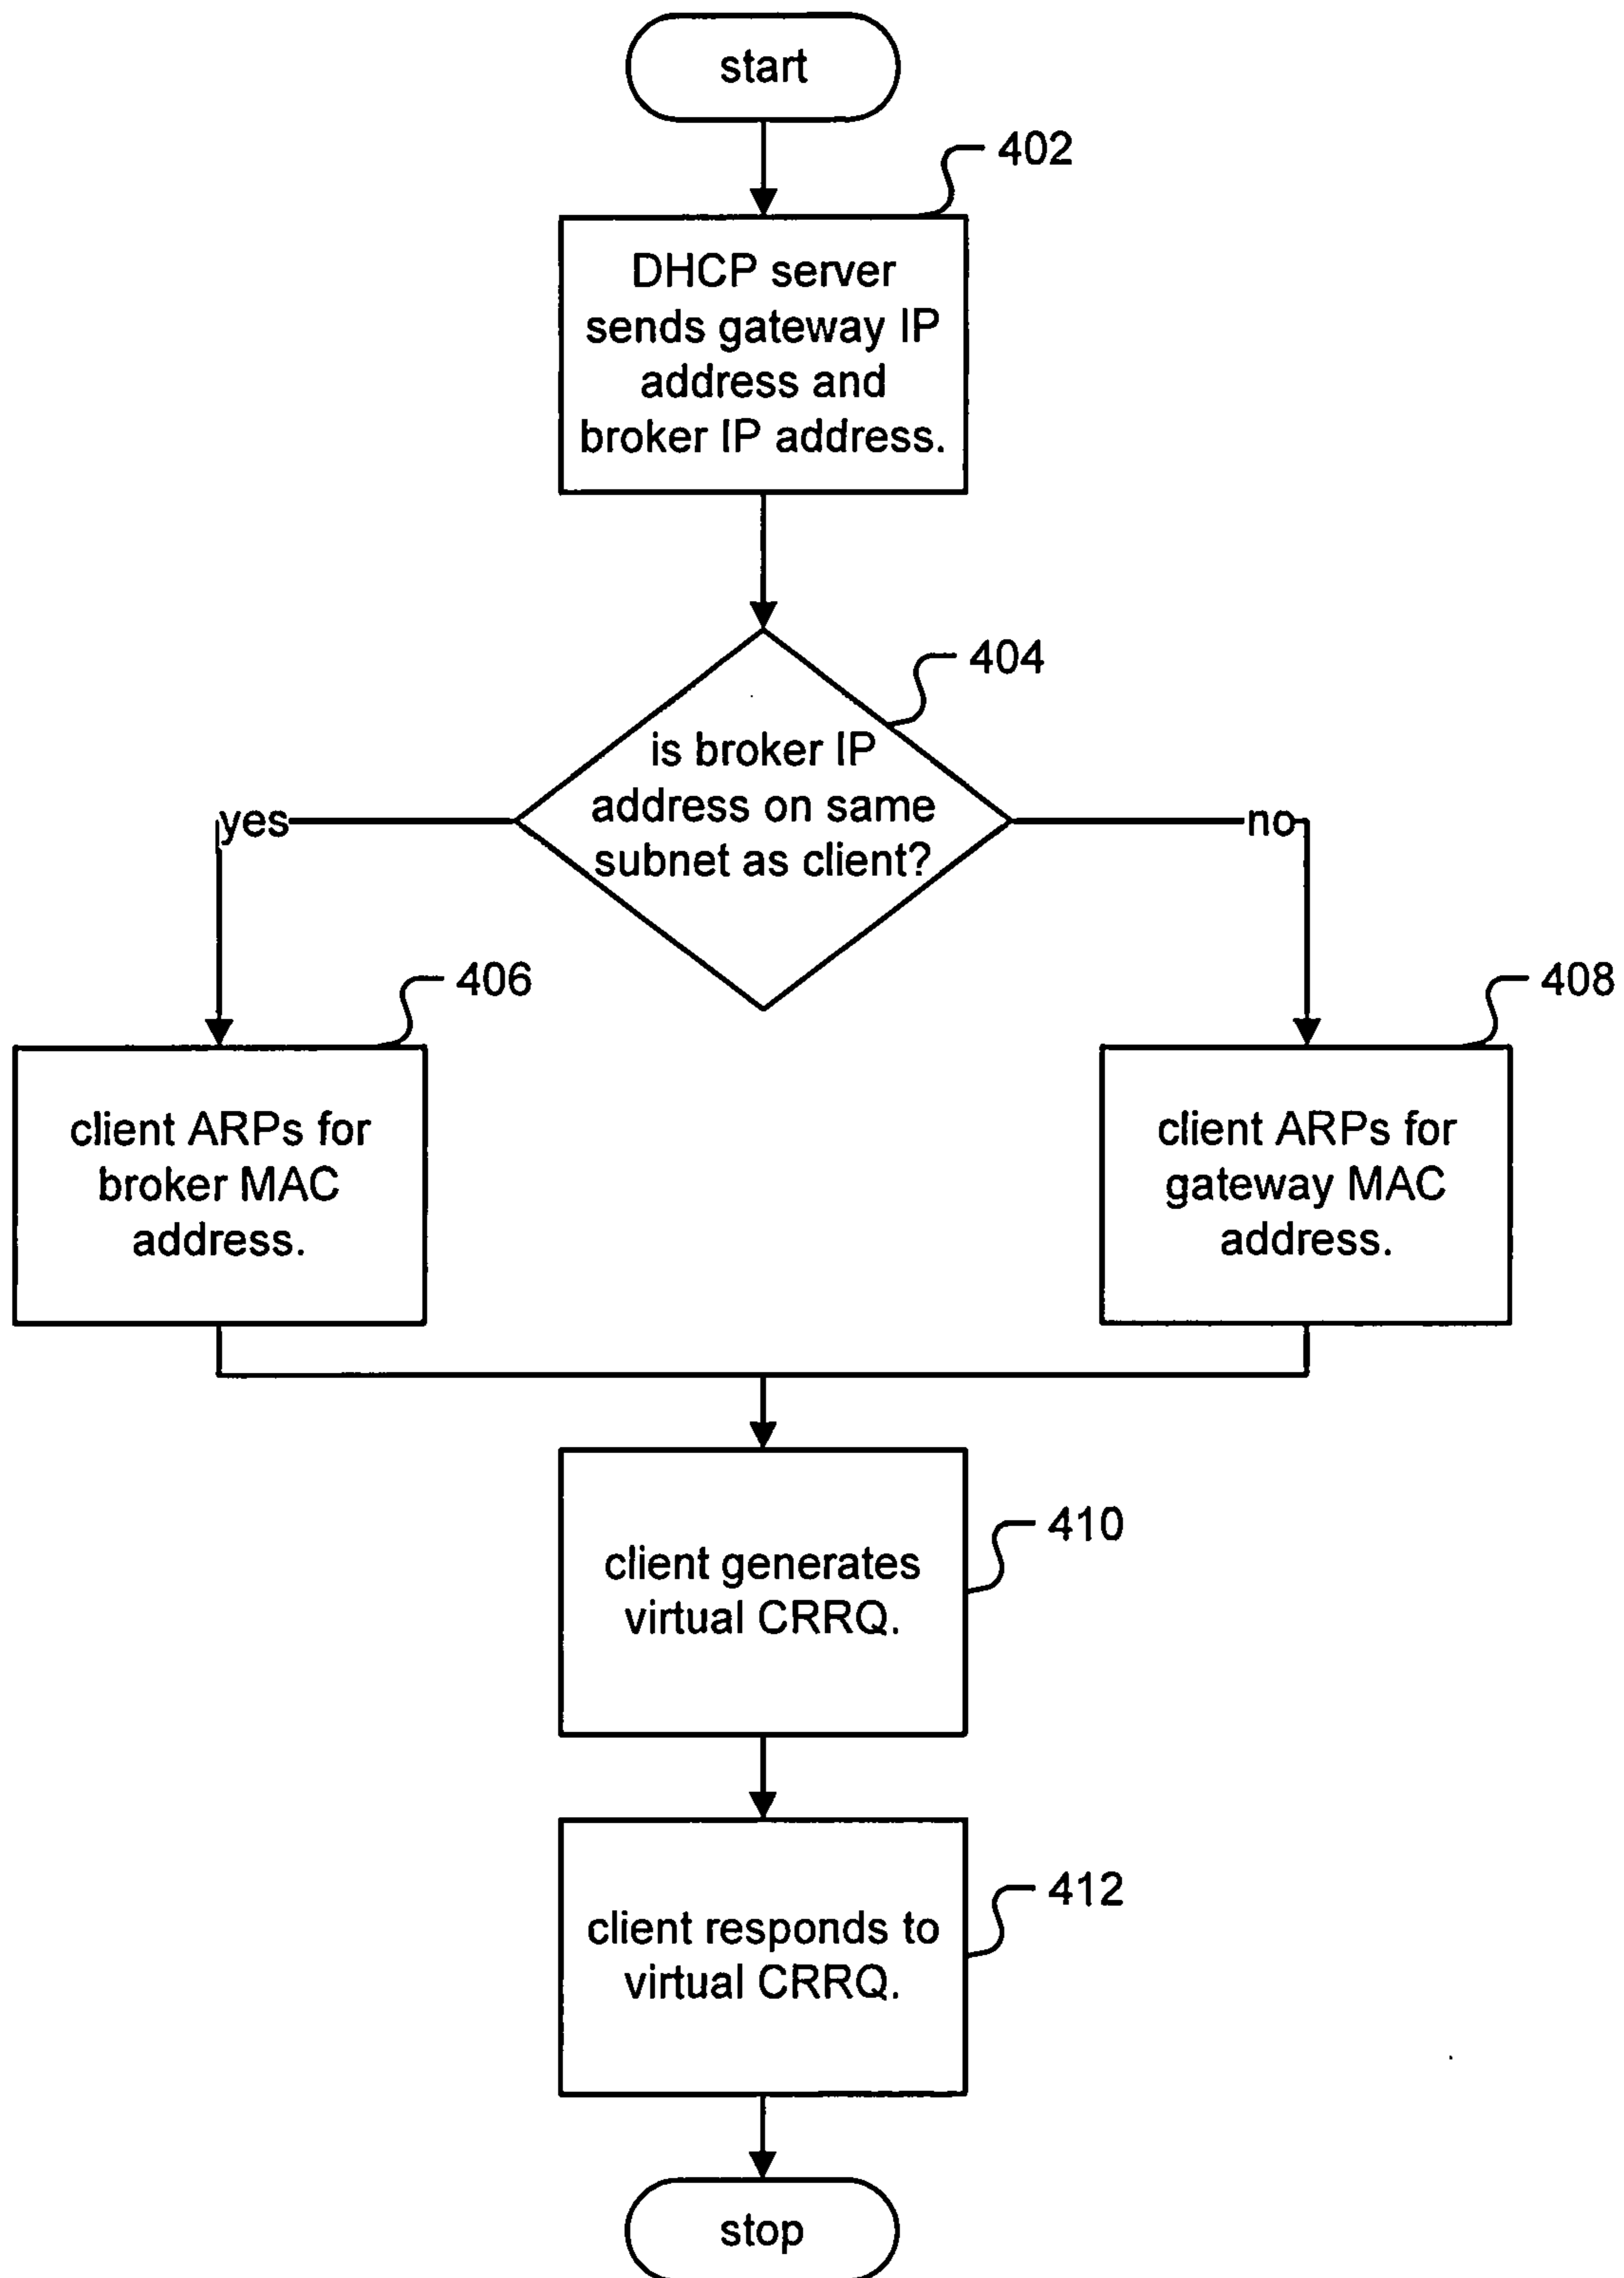 start
402
DHCP server
sends gateway IP
address and
broker IP address.
404
is broker IP
address on same
subnet as client?
yes
no
406
client ARPs for
broker MAC
address.
408
client ARPs for
gateway MAC
address.
410
client generates
virtual CRRQ.
412
client responds to
virtual CRRQ.
stop